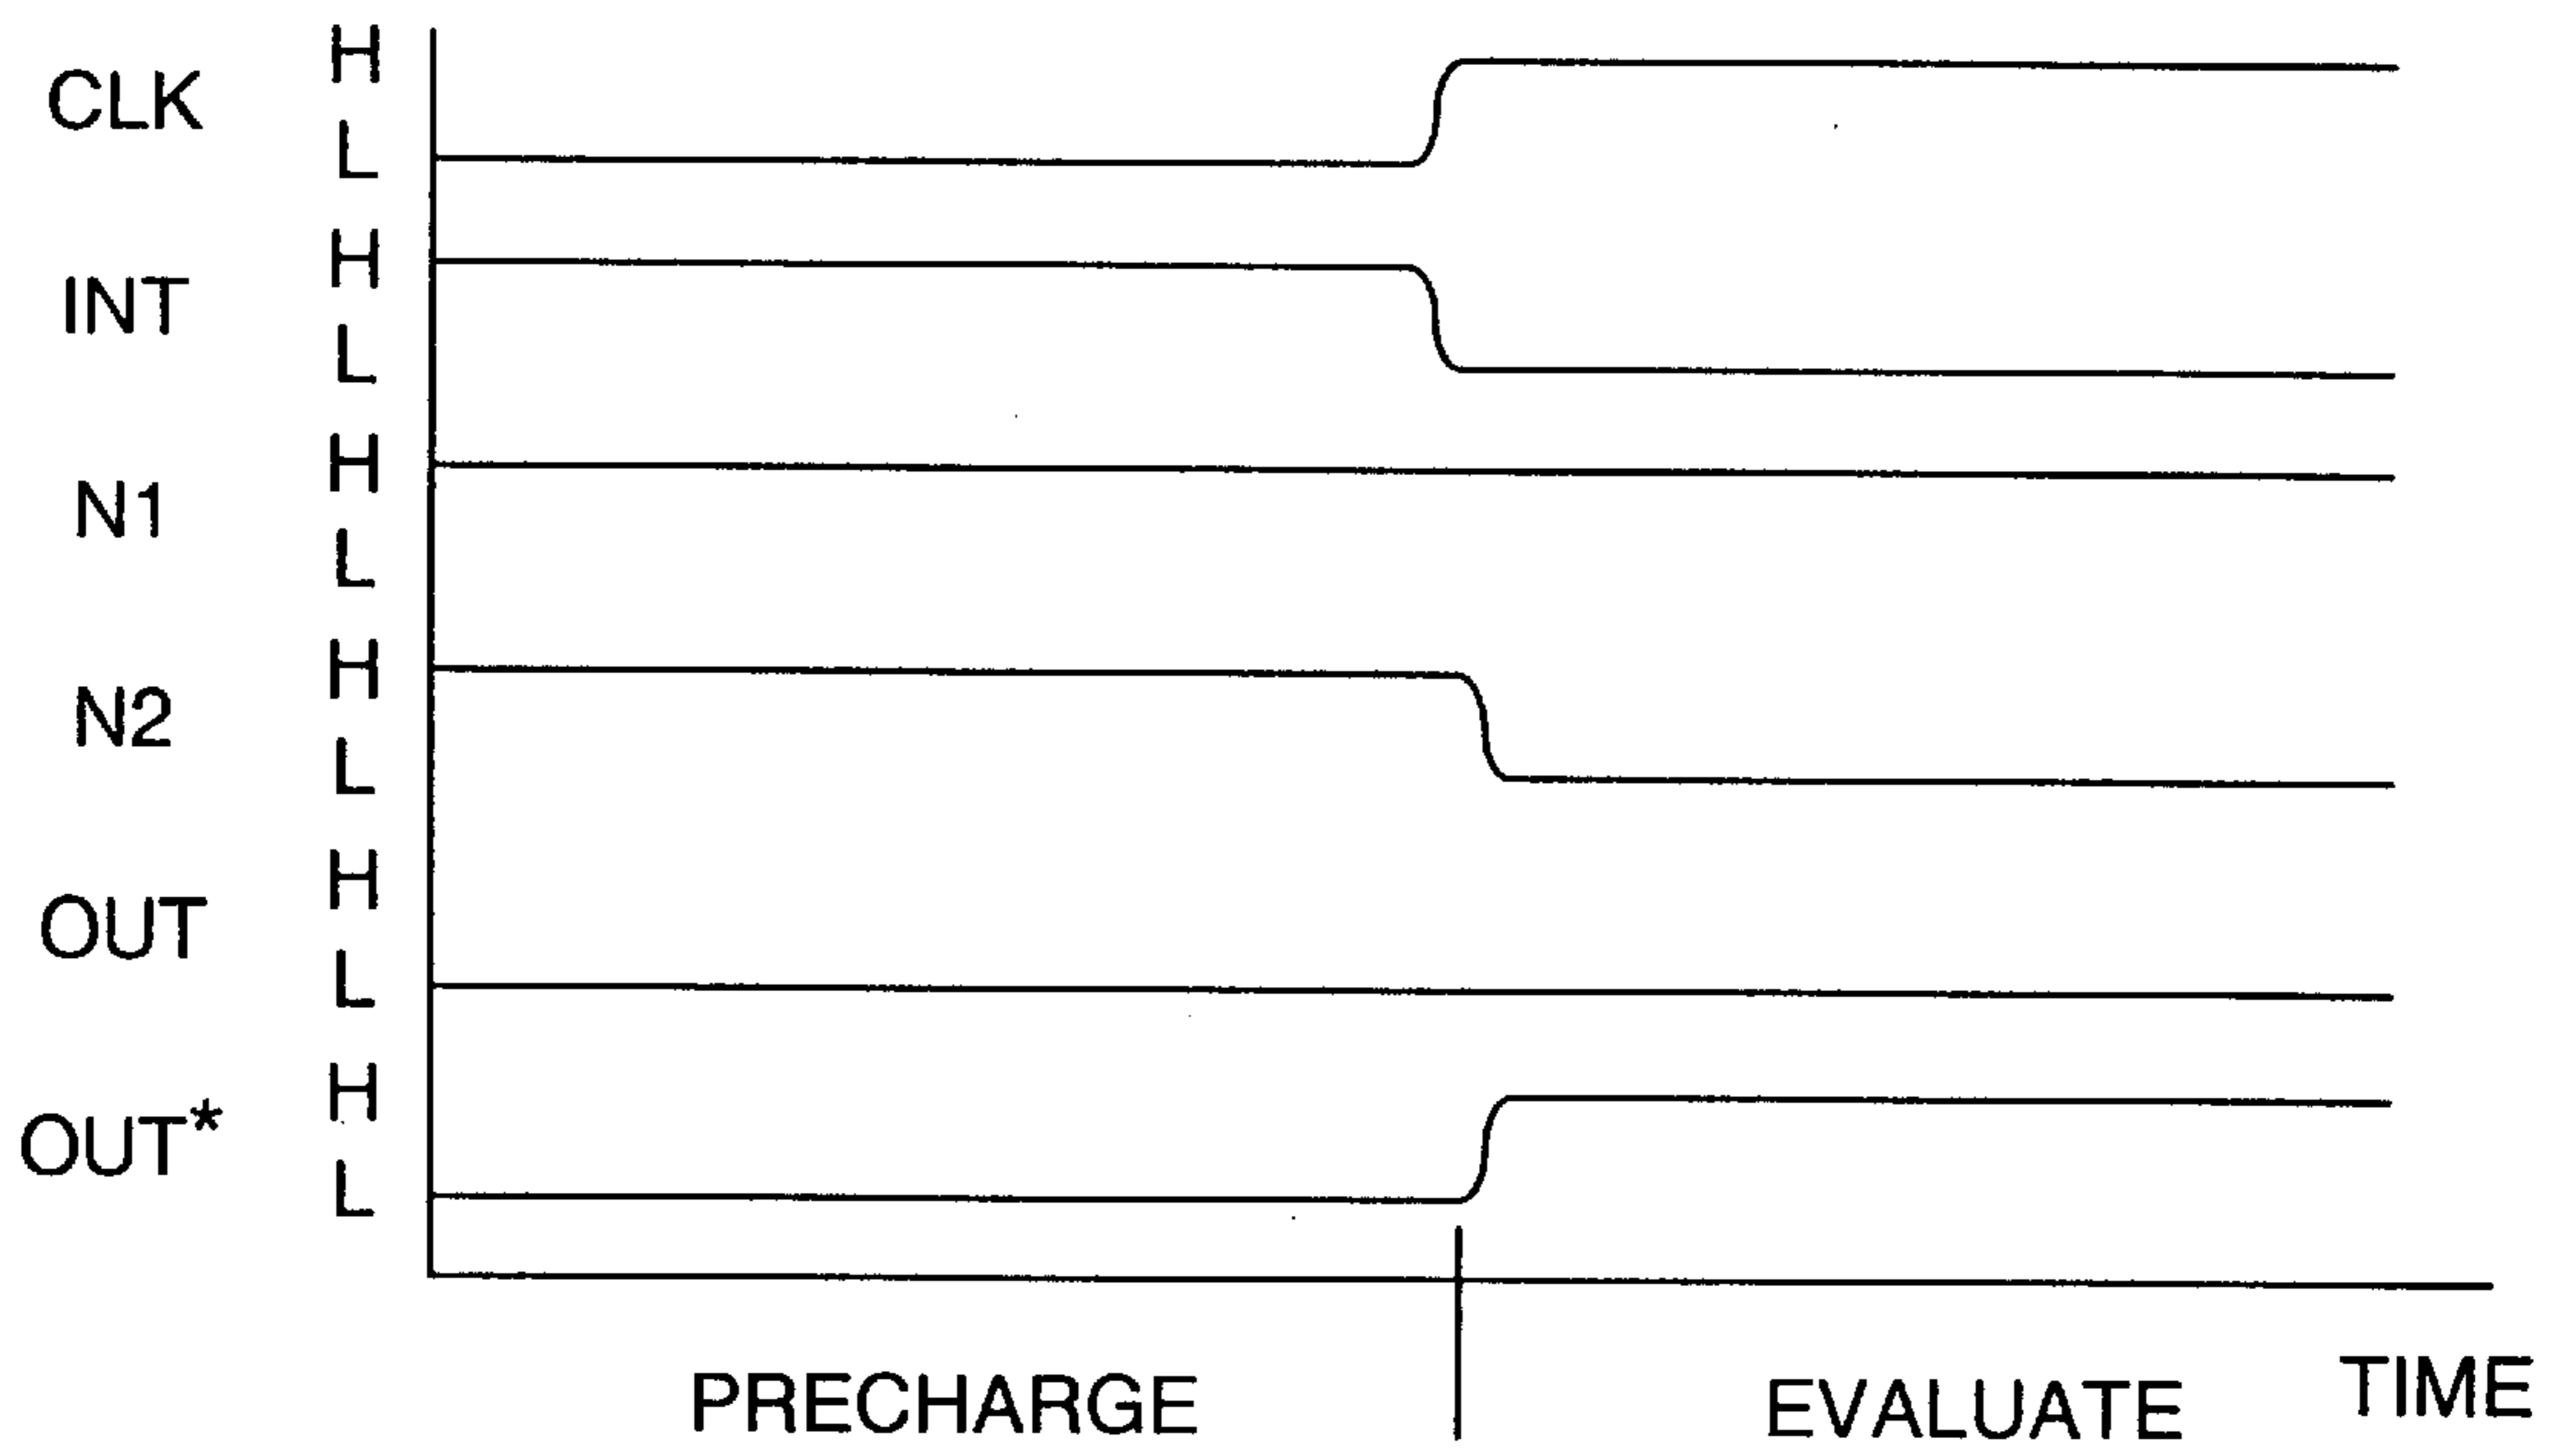 CLK H
L
INT H
L
N1 H
L
N2 H
L
OUT H
L
OUT* H
L
PRECHARGE EVALUATE TIME